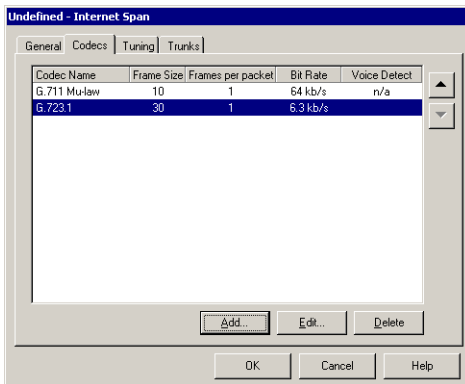 Undefined - Internet Span
General Codecs Tuning Trunks
Codec Name Frame Size Frames per packet Bit Rate Voice Detect
G.711 Mu-law 10 1 64 kb/s n/a
G.723.1 30 1 6.3 kb/s
Add... Edit... Delete
OK Cancel Help